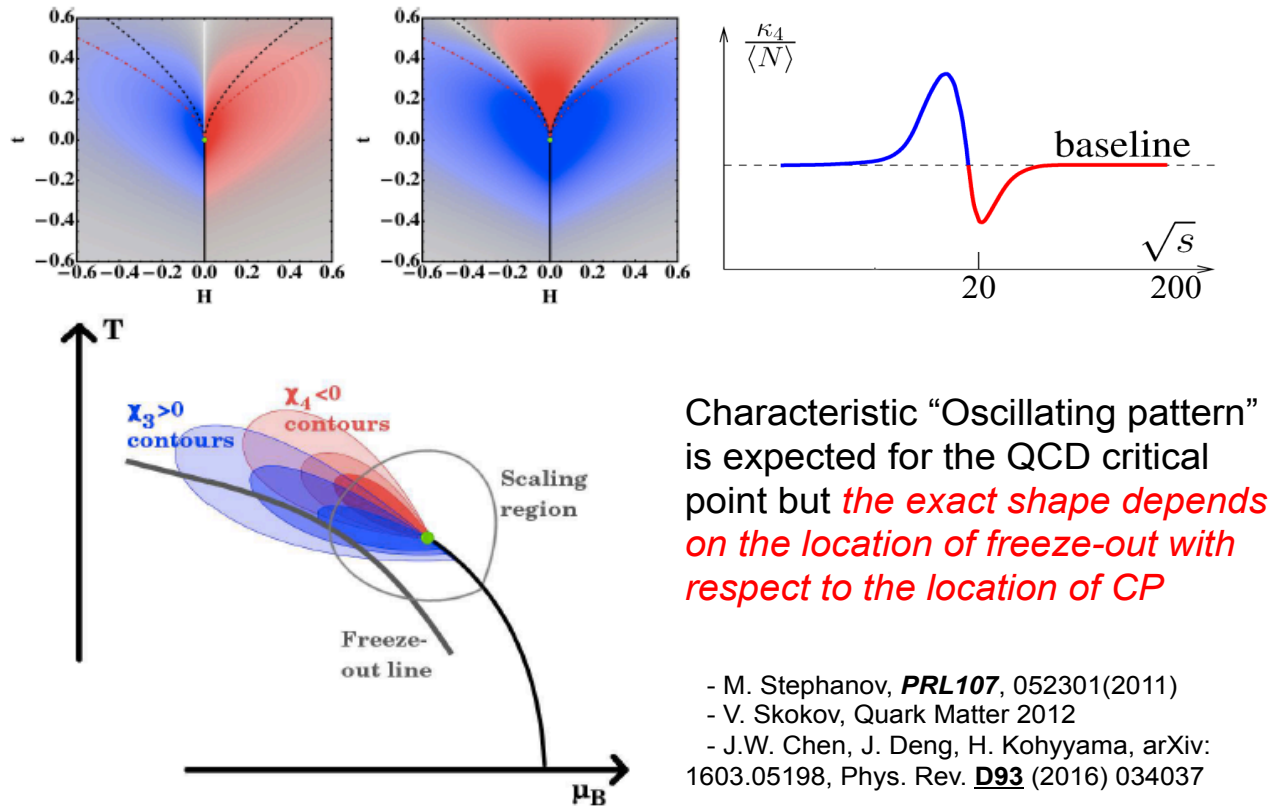 0.6
0.4
0.2
0.0
−0.2
−0.4
−0.6
t
−0.6 −0.4 −0.2 0.0 0.2 0.4 0.6
H
0.6
0.4
0.2
0.0
−0.2
−0.4
−0.6
t
−0.6 −0.4 −0.2 0.0 0.2 0.4 0.6
H
κ4
⟨N⟩
baseline
√s
20
200
T
χ4<0
contours
χ3>0
contours
Scaling
region
Freeze-
out line
μB
Characteristic “Oscillating pattern”
is expected for the QCD critical
point but the exact shape depends
on the location of freeze-out with
respect to the location of CP
- M. Stephanov, PRL107, 052301(2011)
- V. Skokov, Quark Matter 2012
- J.W. Chen, J. Deng, H. Kohyyama, arXiv:
1603.05198, Phys. Rev. D93 (2016) 034037